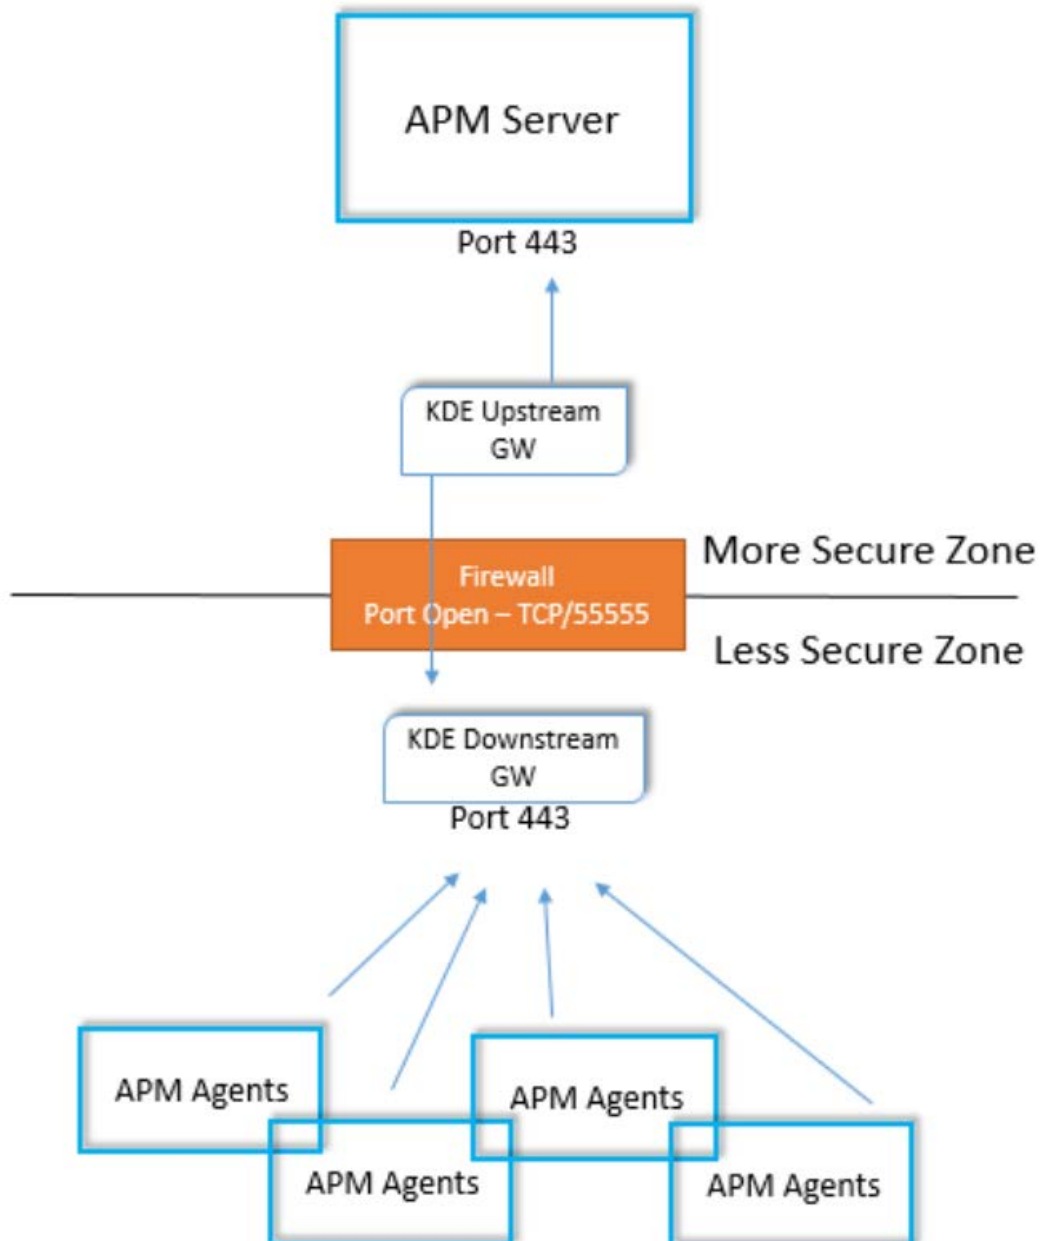 APM Server
Port 443
KDE Upstream
GW
More Secure Zone
Firewall
Port Open – TCP/55555
Less Secure Zone
KDE Downstream
GW
Port 443
APM Agents
APM Agents
APM Agents
APM Agents